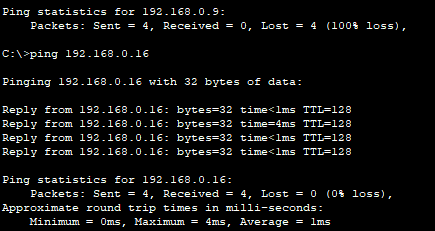 Ping statistics for 192.168.0.9:
    Packets: Sent = 4, Received = 0, Lost = 4 (100% loss),
C:\>ping 192.168.0.16
Pinging 192.168.0.16 with 32 bytes of data:
Reply from 192.168.0.16: bytes=32 time<1ms TTL=128
Reply from 192.168.0.16: bytes=32 time=4ms TTL=128
Reply from 192.168.0.16: bytes=32 time<1ms TTL=128
Reply from 192.168.0.16: bytes=32 time<1ms TTL=128
Ping statistics for 192.168.0.16:
    Packets: Sent = 4, Received = 4, Lost = 0 (0% loss),
Approximate round trip times in milli-seconds:
    Minimum = 0ms, Maximum = 4ms, Average = 1ms